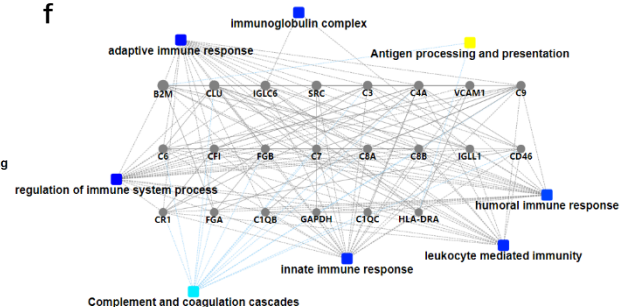 f
immunoglobulin complex
adaptive immune response
Antigen processing and presentation
B2M CLU IGLC6 SRC C3 C4A VCAM1 C9
C6 CFI FGB C7 C8A C8B IGLL1 CD46
g
regulation of immune system process
humoral immune response
CR1 FGA C1QB GAPDH C1QC HLA-DRA
leukocyte mediated immunity
innate immune response
Complement and coagulation cascades